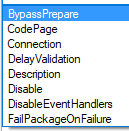 BypassPrepare
CodePage
Connection
DelayValidation
Description
Disable
DisableEventHandlers
FailPackageOnFailure